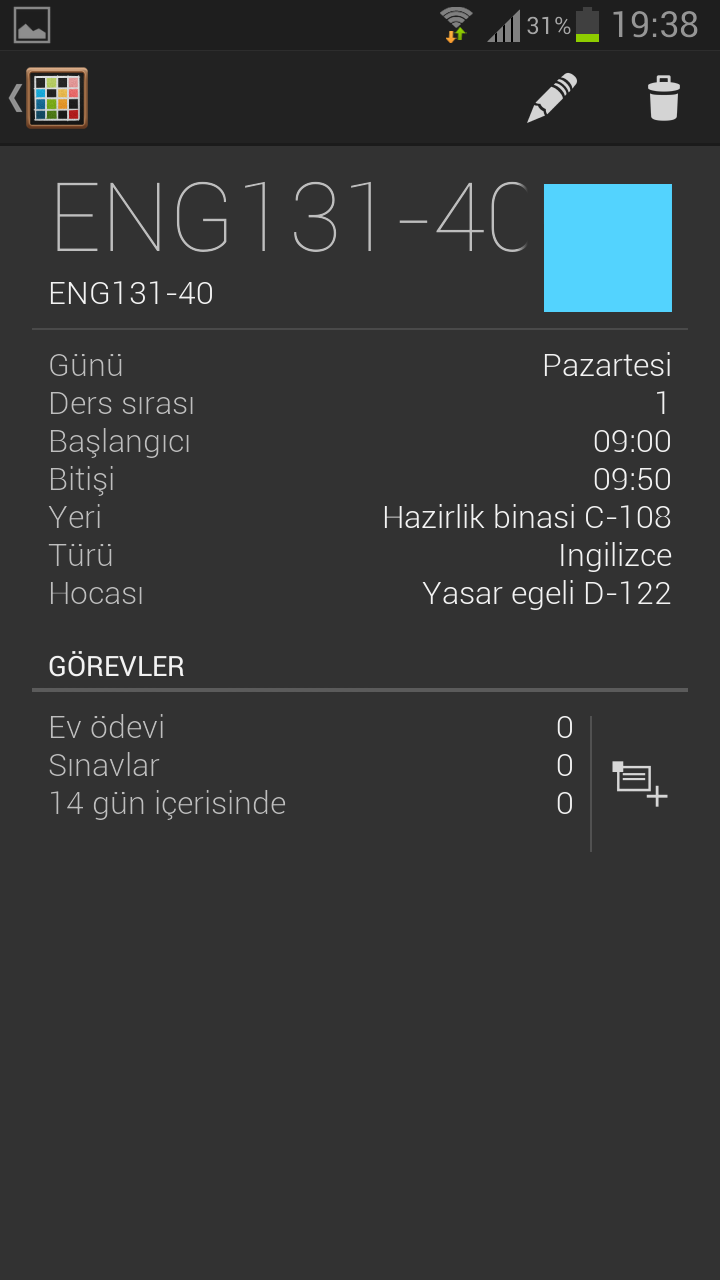 31% 19:38
ENG131-40
ENG131-40
Günü Pazartesi
Ders sırası 1
Başlangıcı 09:00
Bitişi 09:50
Yeri Hazirlik binasi C-108
Türü Ingilizce
Hocası Yasar egeli D-122
GÖREVLER
Ev ödevi 0
Sınavlar 0
14 gün içerisinde 0